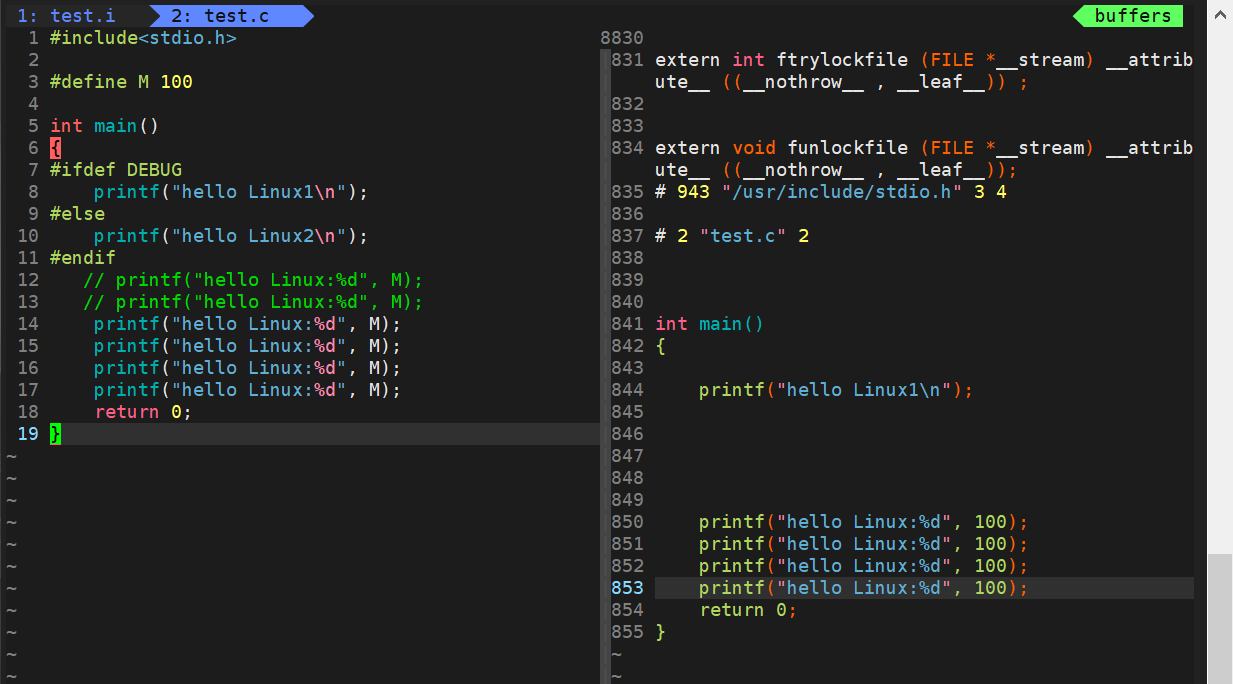 1: test.i 2: test.c buffers
1 #include<stdio.h>
2
3 #define M 100
4
5 int main()
6 {
7 #ifdef DEBUG
8     printf("hello Linux1\n");
9 #else
10     printf("hello Linux2\n");
11 #endif
12    // printf("hello Linux:%d", M);
13    // printf("hello Linux:%d", M);
14     printf("hello Linux:%d", M);
15     printf("hello Linux:%d", M);
16     printf("hello Linux:%d", M);
17     printf("hello Linux:%d", M);
18     return 0;
19 }
~
~
~
~
~
~
~
~
~
~
~
8830
831 extern int ftrylockfile (FILE *__stream) __attrib
ute__ ((__nothrow__ , __leaf__)) ;
832
833
834 extern void funlockfile (FILE *__stream) __attrib
ute__ ((__nothrow__ , __leaf__));
835 # 943 "/usr/include/stdio.h" 3 4
836
837 # 2 "test.c" 2
838
839
840
841 int main()
842 {
843
844     printf("hello Linux1\n");
845
846
847
848
849
850     printf("hello Linux:%d", 100);
851     printf("hello Linux:%d", 100);
852     printf("hello Linux:%d", 100);
853     printf("hello Linux:%d", 100);
854     return 0;
855 }
~
~